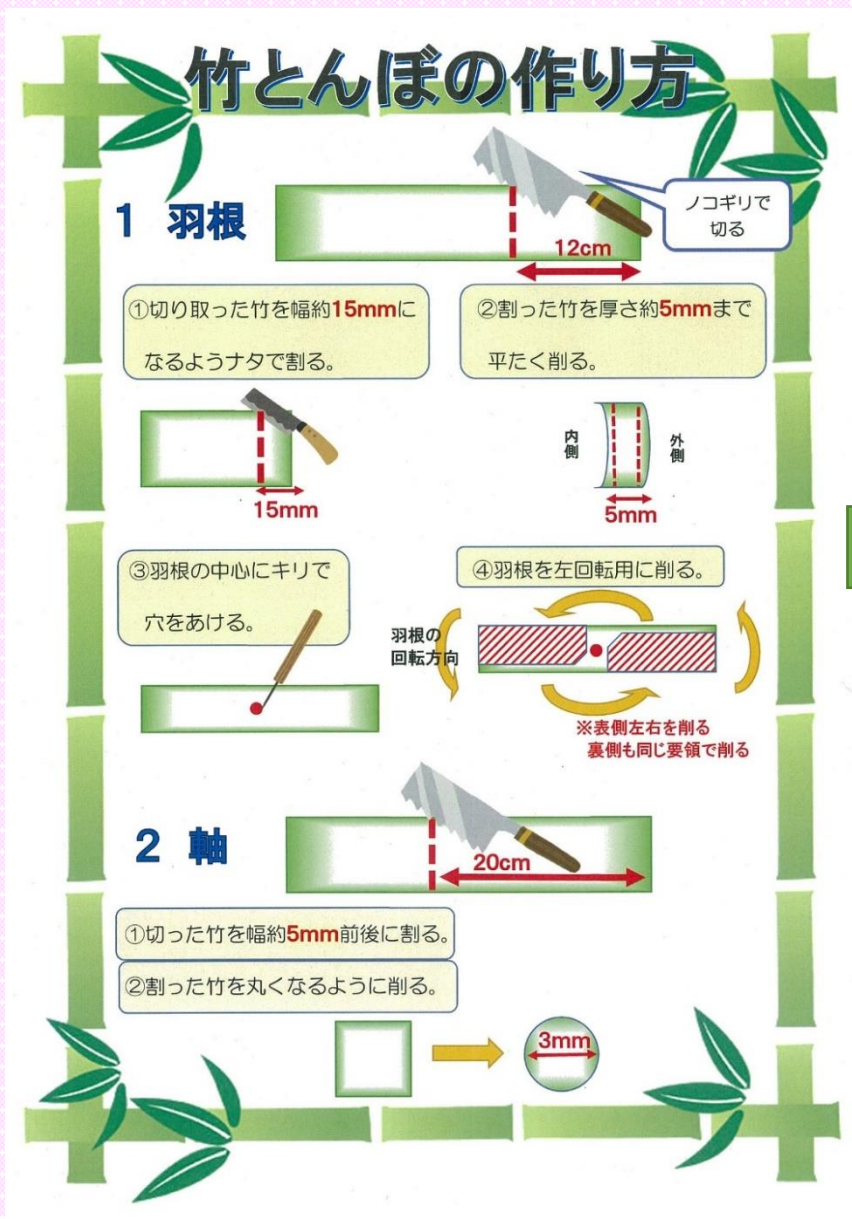 竹とんぼの作り方
1 羽根
ノコギリで
切る
12cm
①切り取った竹を幅約15mmに
なるようナタで割る。
②割った竹を厚さ約5mmまで
平たく削る。
15mm
内側
外側
5mm
③羽根の中心にキリで
穴をあける。
④羽根を左回転用に削る。
羽根の
回転方向
※表側左右を削る
裏側も同じ要領で削る
2 軸
20cm
①切った竹を幅約5mm前後に割る。
②割った竹を丸くなるように削る。
3mm